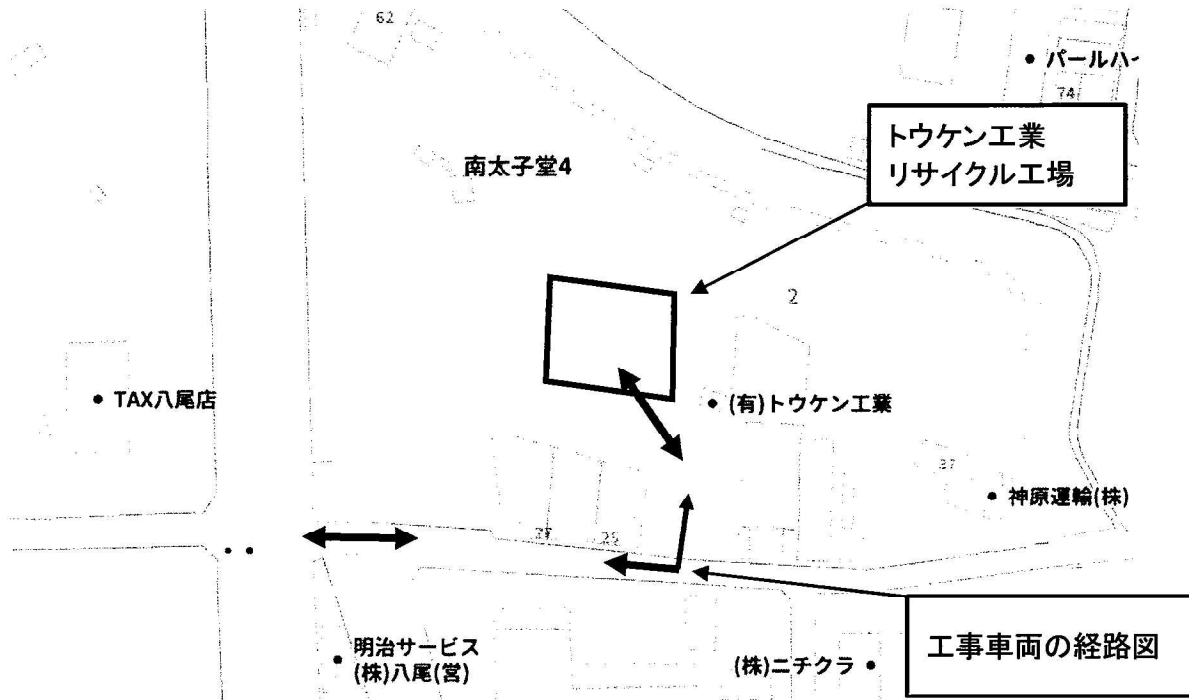 62
パールハ
74
トウケン工業
リサイクル工場
南太子堂4
2
TAX八尾店
(有)トウケン工業
37
神原運輸(株)
27
25
明治サービス
(株)八尾(営)
(株)ニチクラ
工事車両の経路図